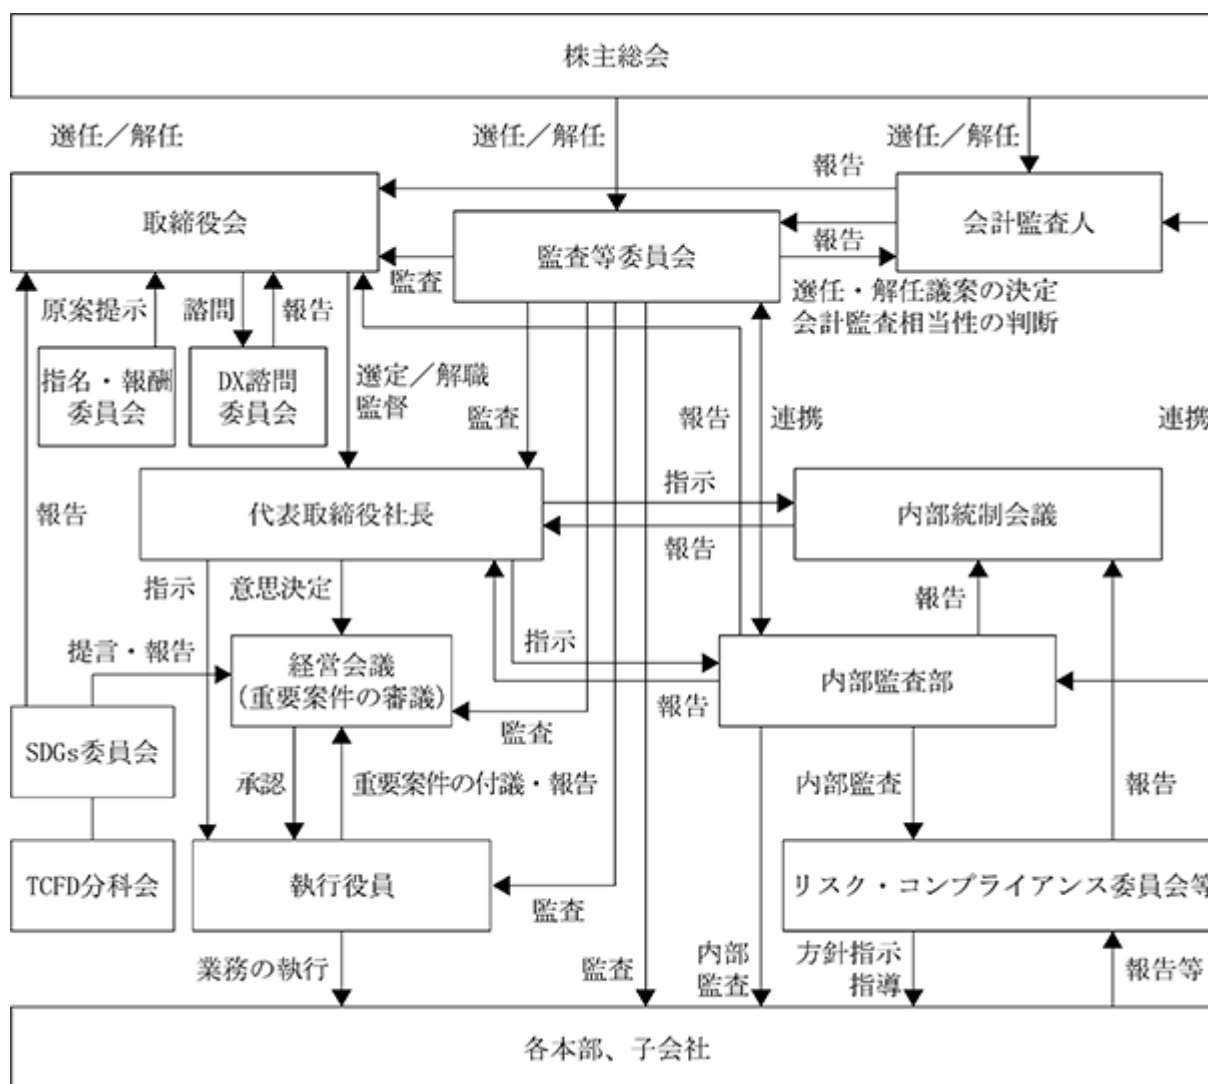 株主総会
選任／解任
選任／解任
選任／解任
報告
取締役会
監査等委員会
会計監査人
報告
監査
選任・解任議案の決定
会計監査相当性の判断
原案提示
諮問
報告
指名・報酬
委員会
DX諮問
委員会
選定／解職
監督
監査
報告
連携
連携
代表取締役社長
指示
内部統制会議
報告
報告
指示
意思決定
報告
提言・報告
経営会議
(重要案件の審議)
指示
内部監査部
報告
監査
SDGs委員会
承認
重要案件の付議・報告
内部監査
報告
TCFD分科会
執行役員
リスク・コンプライアンス委員会等
監査
業務の執行
監査
内部
監査
方針指示
指導
報告等
各本部、子会社